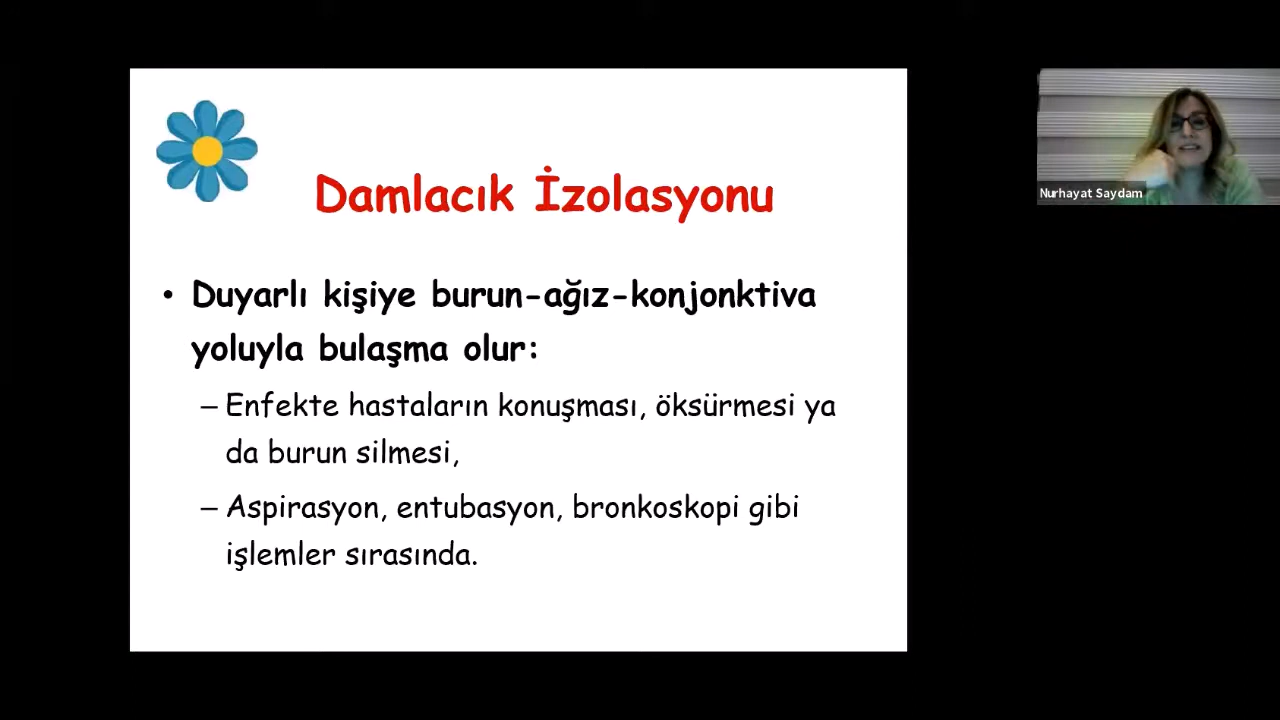 Damlacık İzolasyonu
• Duyarlı kişiye burun-ağız-konjonktiva
yoluyla bulaşma olur:
– Enfekte hastaların konuşması, öksürmesi ya
da burun silmesi,
– Aspirasyon, entubasyon, bronkoskopi gibi
işlemler sırasında.
Nurhayat Saydam